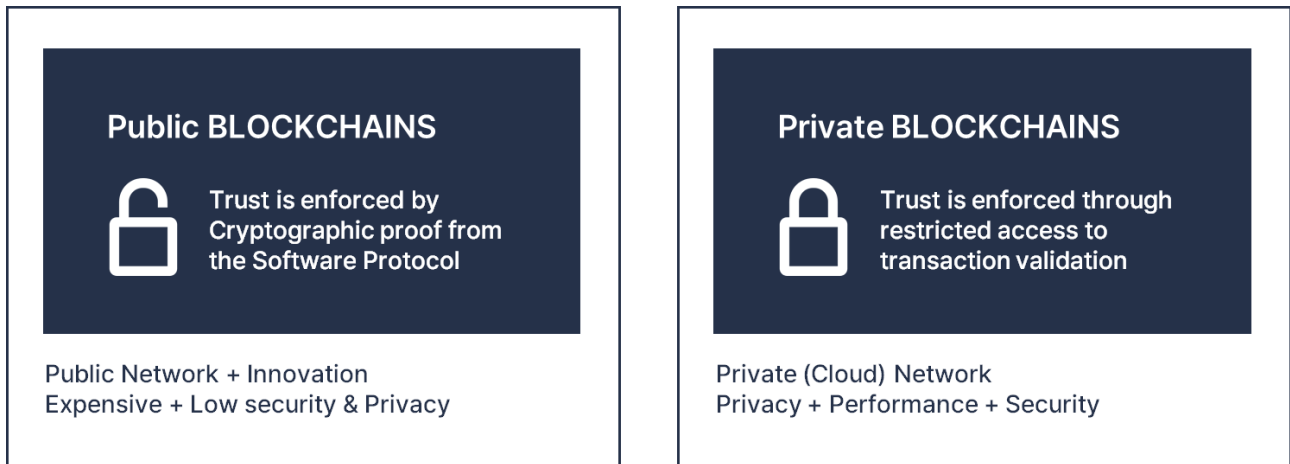 Public BLOCKCHAINS
Trust is enforced by
Cryptographic proof from
the Software Protocol
Public Network + Innovation
Expensive + Low security & Privacy
Private BLOCKCHAINS
Trust is enforced through
restricted access to
transaction validation
Private (Cloud) Network
Privacy + Performance + Security